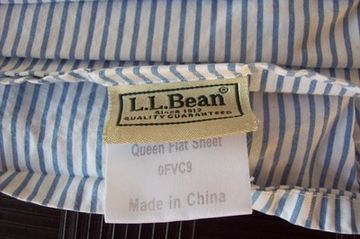 L.L.Bean®
Since 1912
QUALITY GUARANTEED
Queen Flat Sheet
0FVC9
Made in China